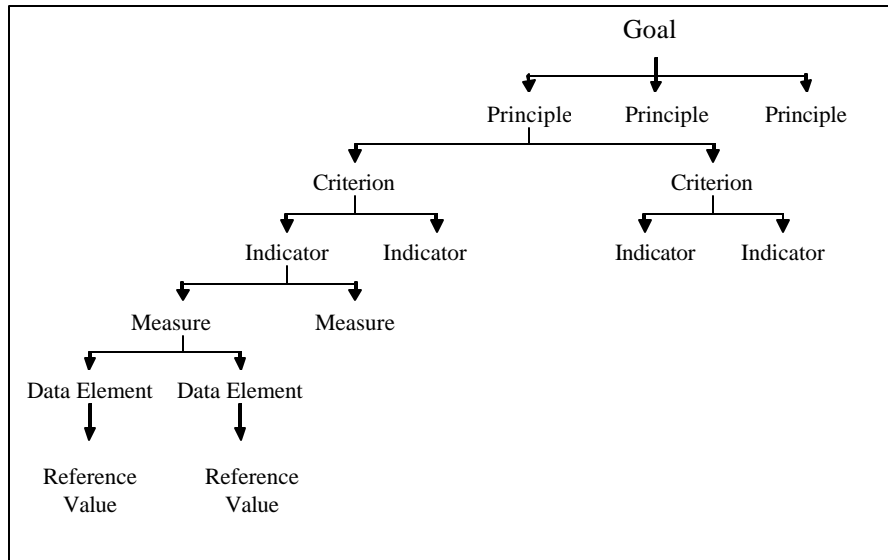 Goal
Principle Principle Principle
Criterion Criterion
Indicator Indicator Indicator Indicator
Measure Measure
Data Element Data Element
Reference Reference
Value Value